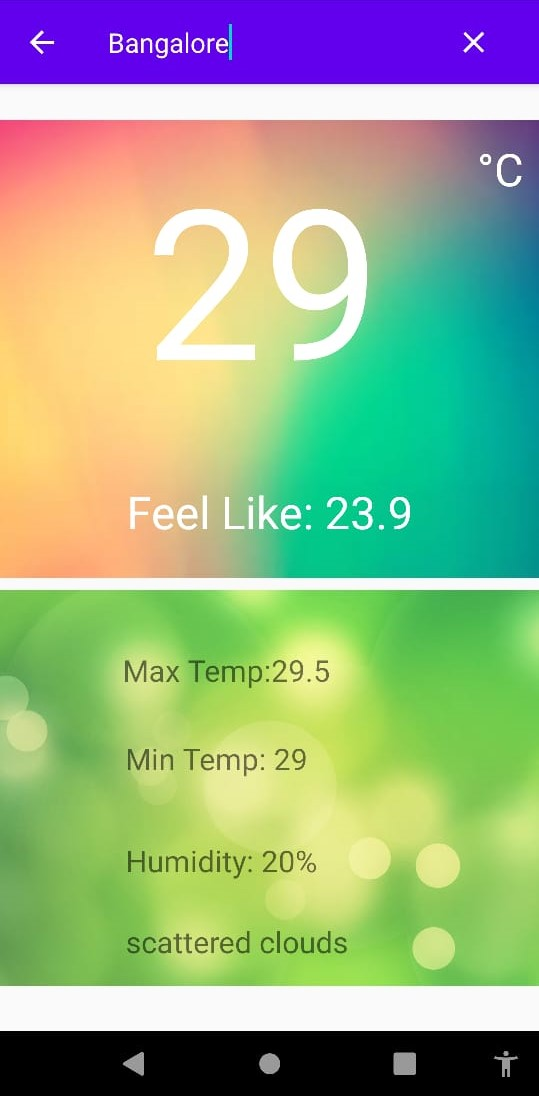 Bangalore
°C
29
Feel Like: 23.9
Max Temp:29.5
Min Temp: 29
Humidity: 20%
scattered clouds